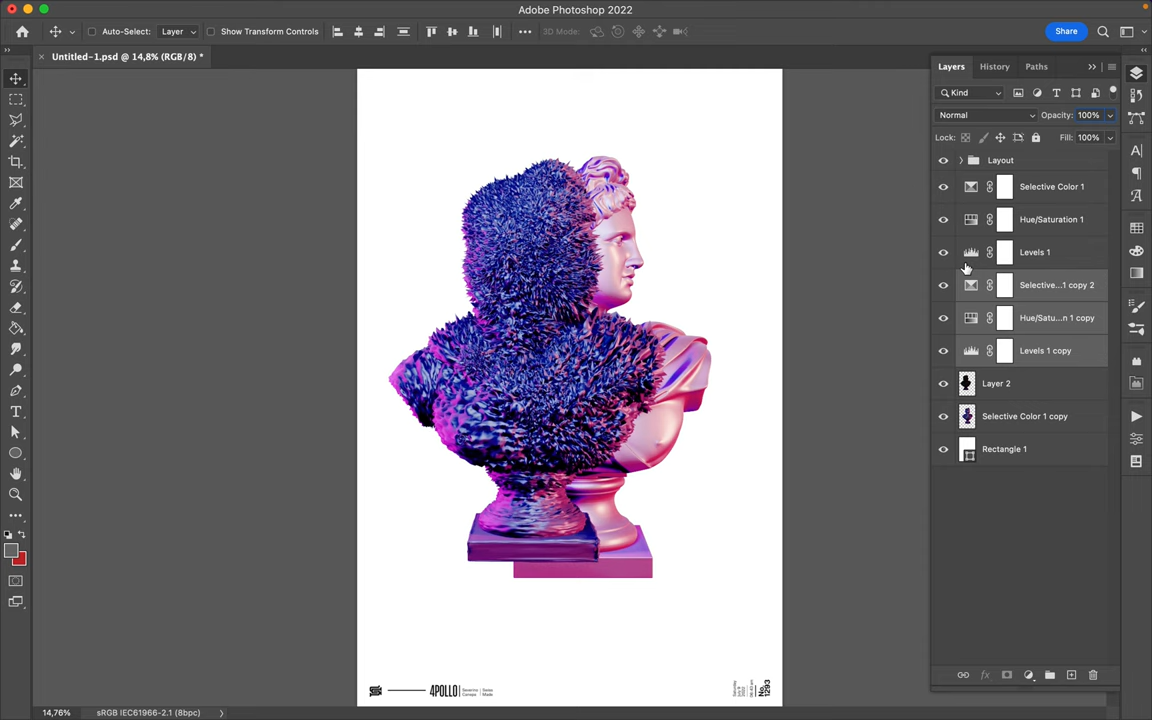 Adobe Photoshop 2022
Auto-Select: Layer Show Transform Controls 3D Mode: Share
Untitled-1.psd @ 14,8% (RGB/8) *
Layers History Paths
Kind
Normal Opacity: 100%
Lock: Fill: 100%
Layout
Selective Color 1
Hue/Saturation 1
Levels 1
Selective...1 copy 2
Hue/Satu...n 1 copy
Levels 1 copy
Layer 2
Selective Color 1 copy
Rectangle 1
4POLLO
No. 1293
14,76% sRGB IEC61966-2.1 (8bpc)